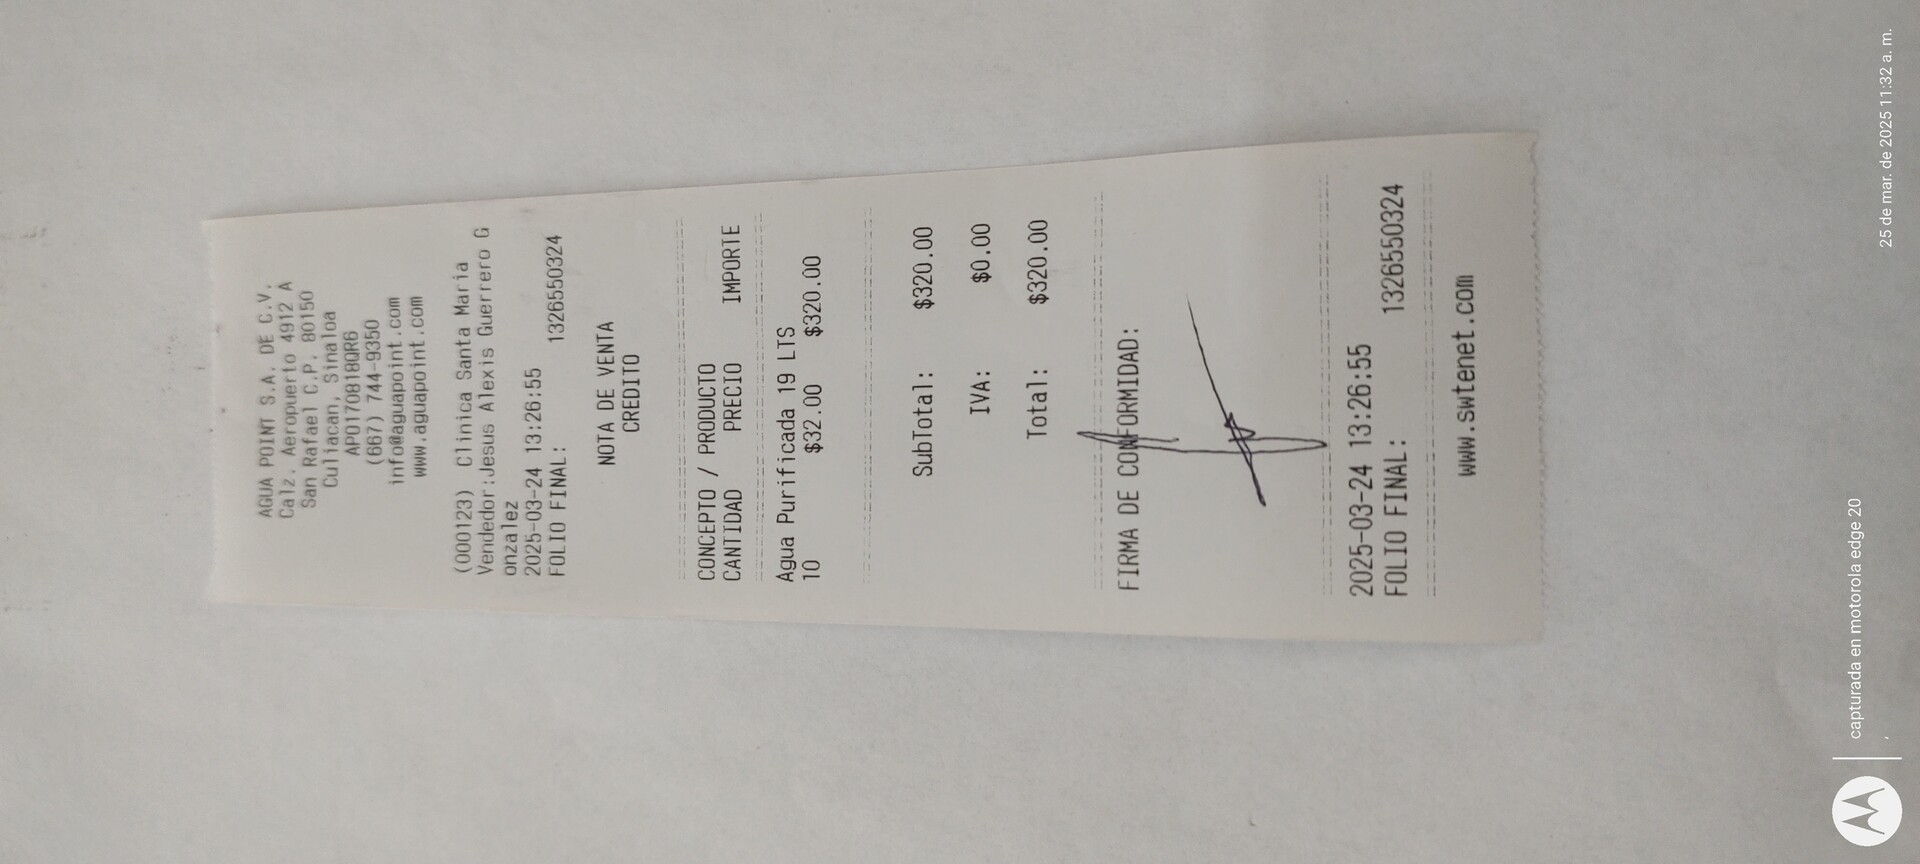 AGUA POINT S.A. DE C.V.
Calz. Aeropuerto 4912 A
San Rafael C.P. 80150
Culiacan, Sinaloa
APO170818QR6
(667) 744-9350
info@aguapoint.com
www.aguapoint.com
(000123) Clinica Santa Maria
Vendedor:Jesus Alexis Guerrero G
onzalez
2025-03-24 13:26:55
FOLIO FINAL: 1326550324
NOTA DE VENTA
CREDITO
CONCEPTO / PRODUCTO
CANTIDAD PRECIO IMPORTE
Agua Purificada 19 LTS
10 $32.00 $320.00
SubTotal: $320.00
IVA: $0.00
Total: $320.00
FIRMA DE CONFORMIDAD:
2025-03-24 13:26:55
FOLIO FINAL: 1326550324
www.swtenet.com
capturada en motorola edge 20
,
25 de mar. de 2025 11:32 a. m.